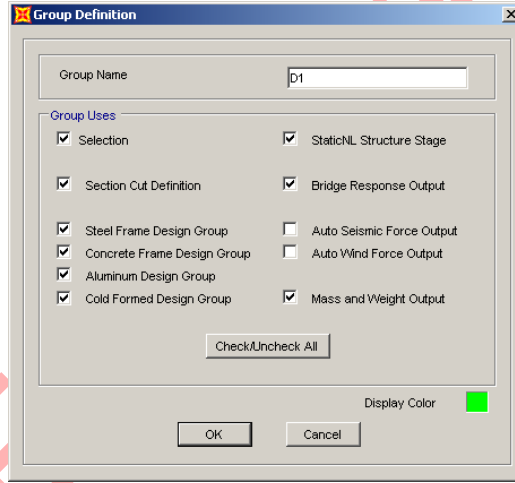 Group Definition
Group Name
D1
Group Uses
Selection
StaticNL Structure Stage
Section Cut Definition
Bridge Response Output
Steel Frame Design Group
Auto Seismic Force Output
Concrete Frame Design Group
Auto Wind Force Output
Aluminum Design Group
Cold Formed Design Group
Mass and Weight Output
Check/Uncheck All
Display Color
OK
Cancel